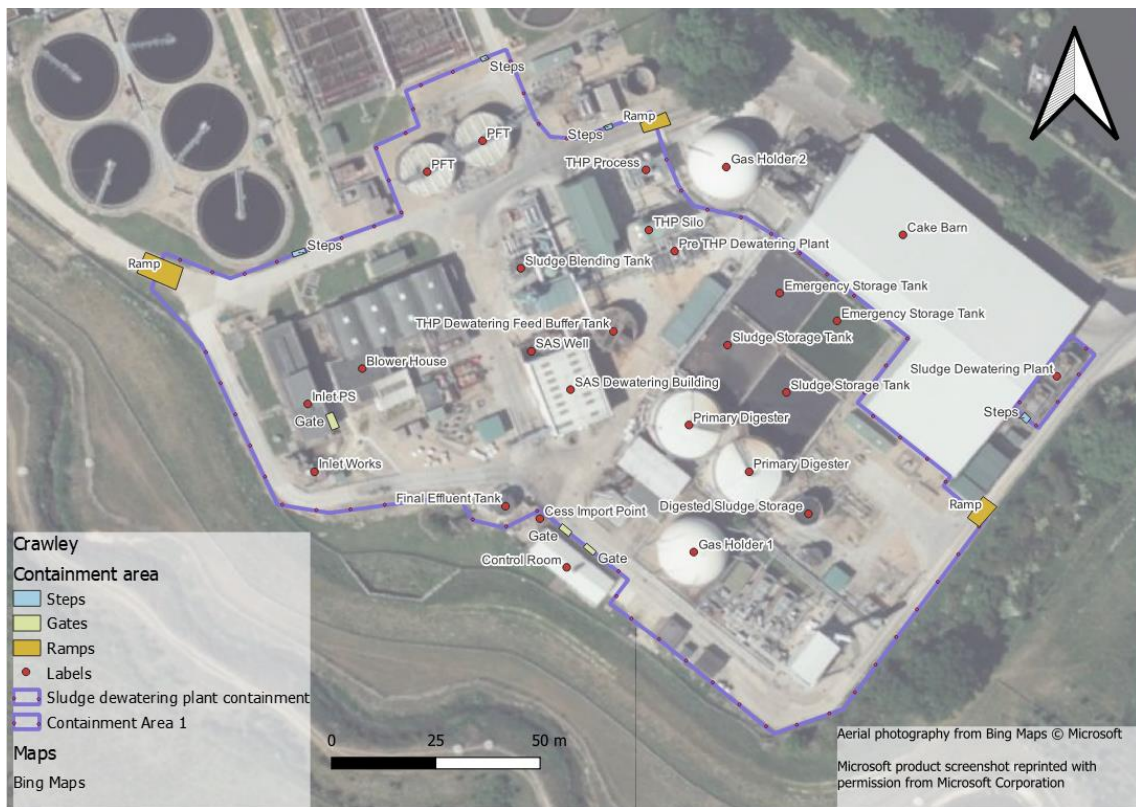 Steps
PFT
PFT
Steps
Ramp
THP Process
Gas Holder 2
THP Silo
Pre THP Dewatering Plant
Cake Barn
Steps
Ramp
Sludge Blending Tank
Emergency Storage Tank
Emergency Storage Tank
THP Dewatering Feed Buffer Tank
SAS Well
Sludge Storage Tank
Blower House
SAS Dewatering Building
Sludge Storage Tank
Sludge Dewatering Plant
Steps
Inlet PS
Gate
Primary Digester
Inlet Works
Primary Digester
Final Effluent Tank
Cess Import Point
Digested Sludge Storage
Ramp
Gate
Gate
Control Room
Gas Holder 1
Crawley
Containment area
Steps
Gates
Ramps
Labels
Sludge dewatering plant containment
Containment Area 1
Maps
Bing Maps
0 25 50 m
Aerial photography from Bing Maps © Microsoft
Microsoft product screenshot reprinted with
permission from Microsoft Corporation